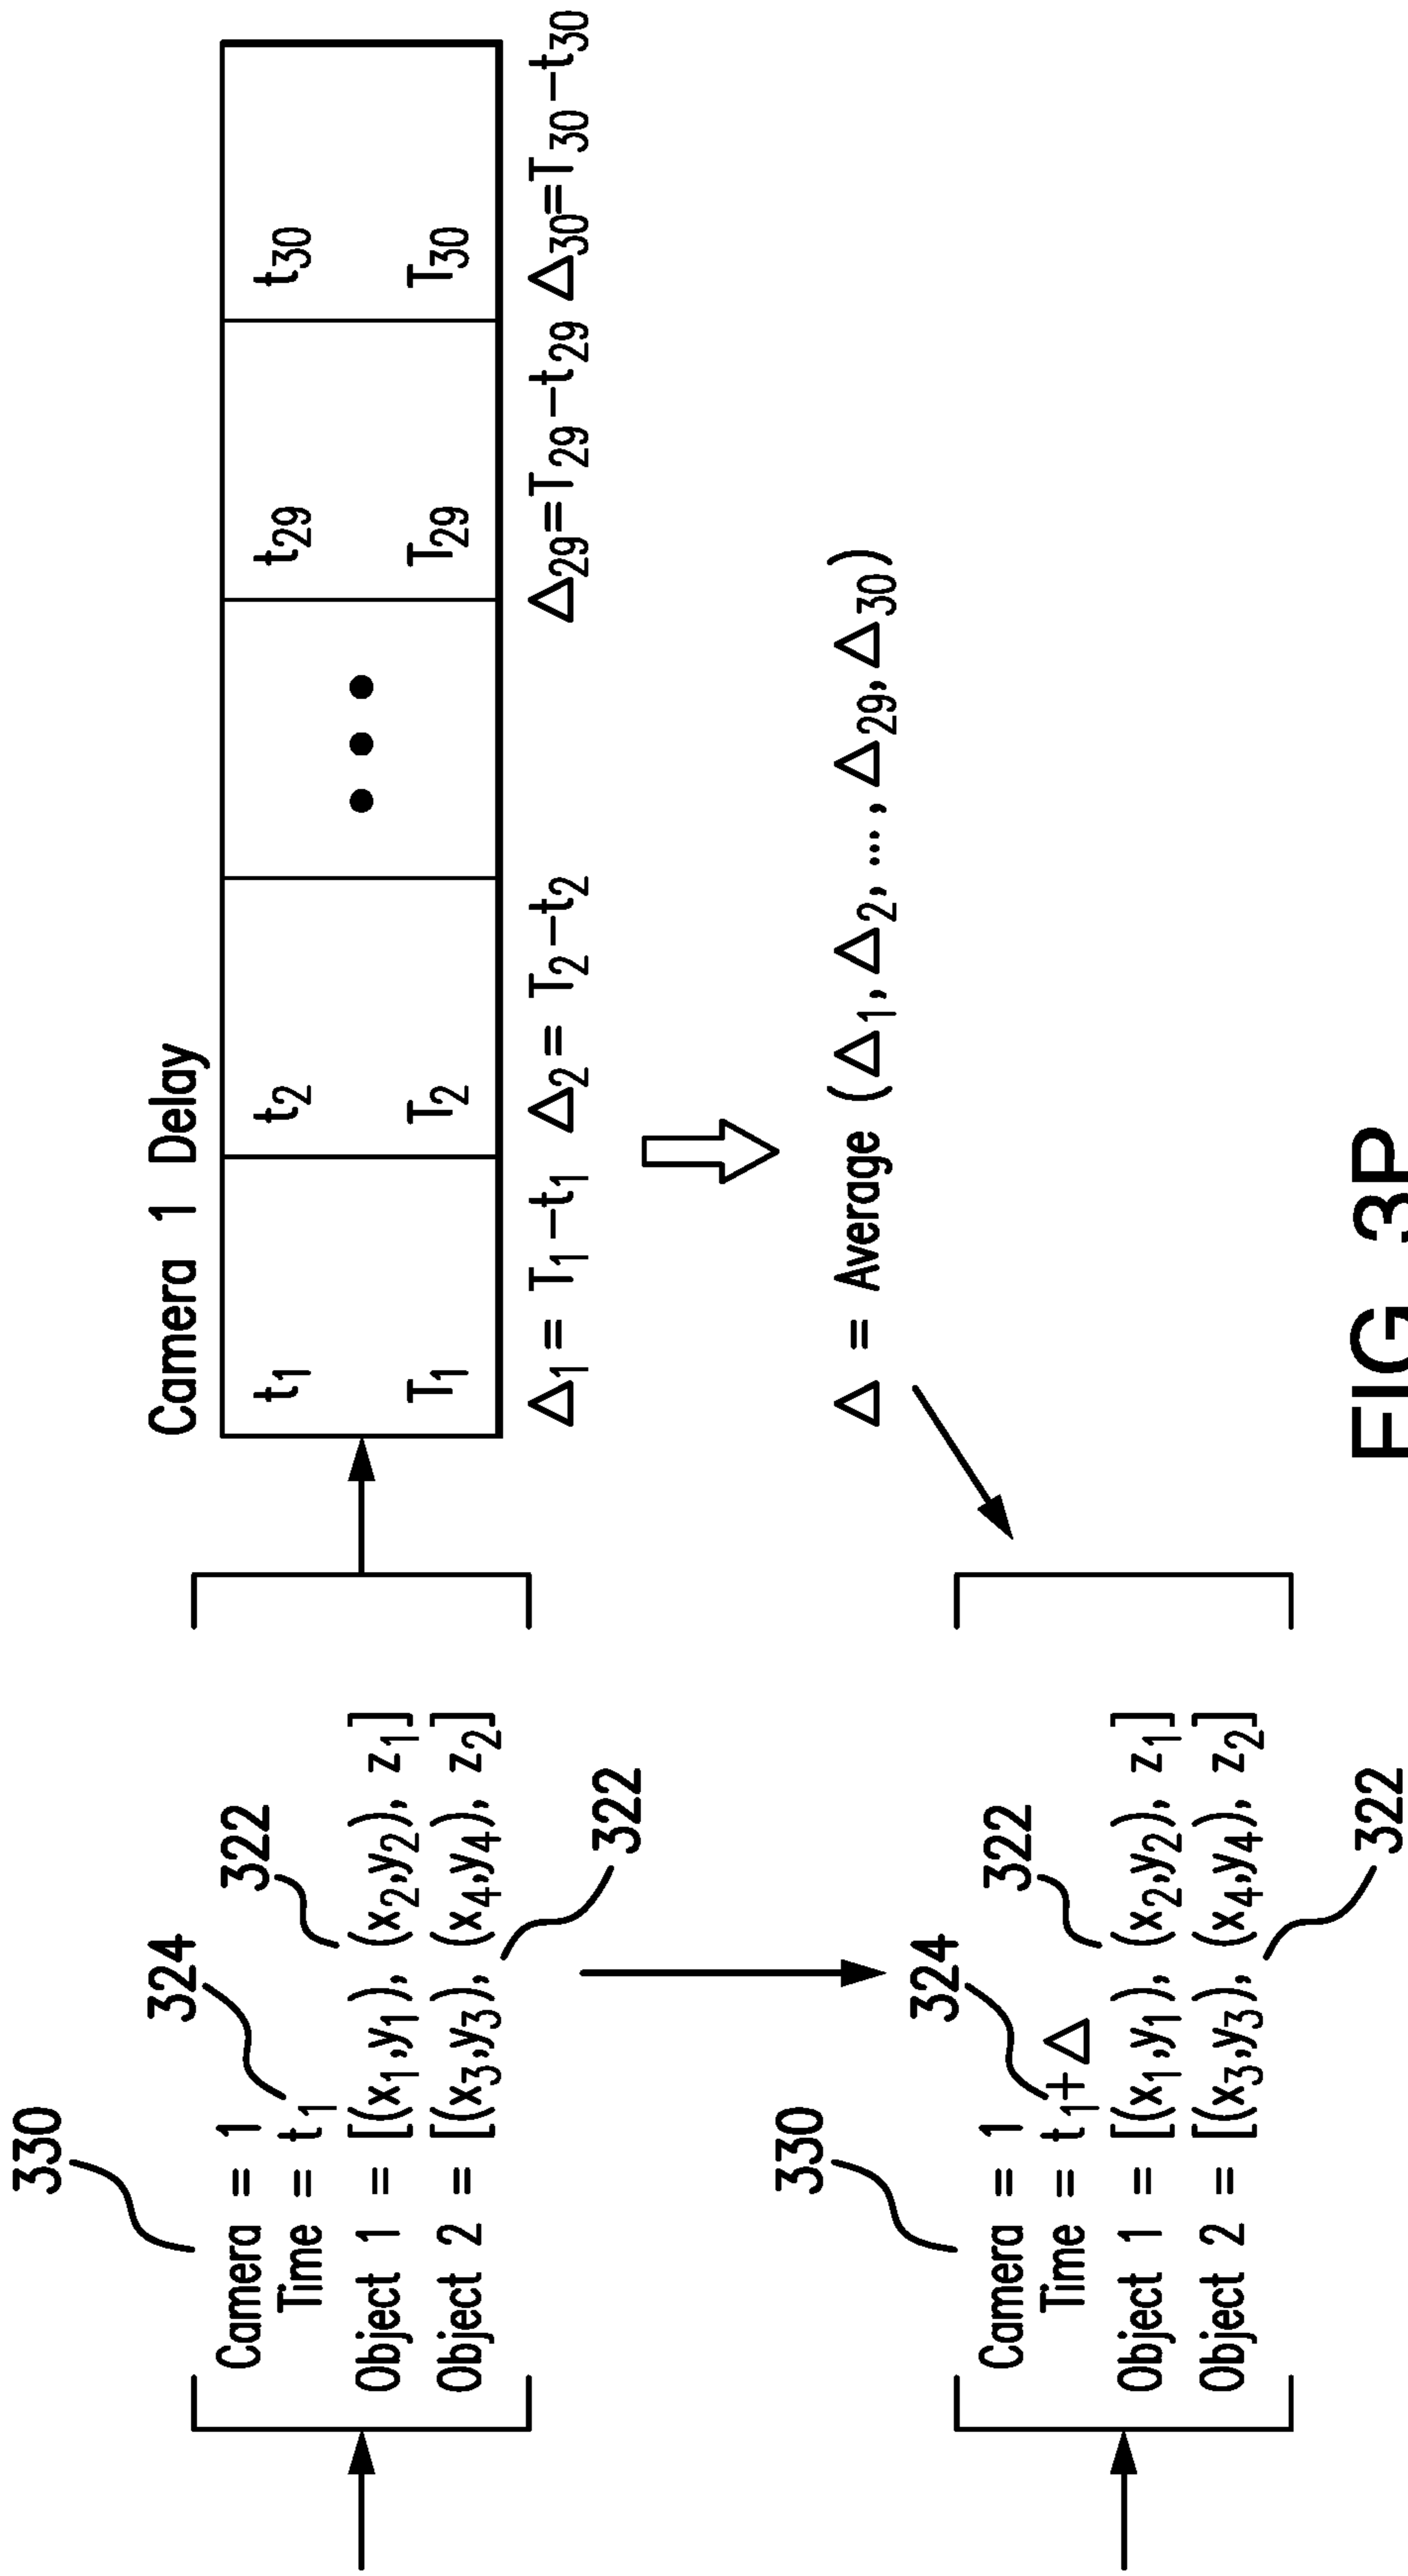 Camera 1 Delay
330
324
322
Camera = 1
Time = t₁
Object 1 = [(x₁,y₁), (x₂,y₂), z₁]
Object 2 = [(x₃,y₃), (x₄,y₄), z₂]
322
t₁ t₂ ● ● ● t₂₉ t₃₀
T₁ T₂ T₂₉ T₃₀
Δ₁= T₁−t₁ Δ₂= T₂−t₂ Δ₂₉=T₂₉−t₂₉ Δ₃₀=T₃₀−t₃₀
Δ = Average (Δ₁,Δ₂,...,Δ₂₉,Δ₃₀)
330
324
322
Camera = 1
Time = t₁+Δ
Object 1 = [(x₁,y₁), (x₂,y₂), z₁]
Object 2 = [(x₃,y₃), (x₄,y₄), z₂]
322